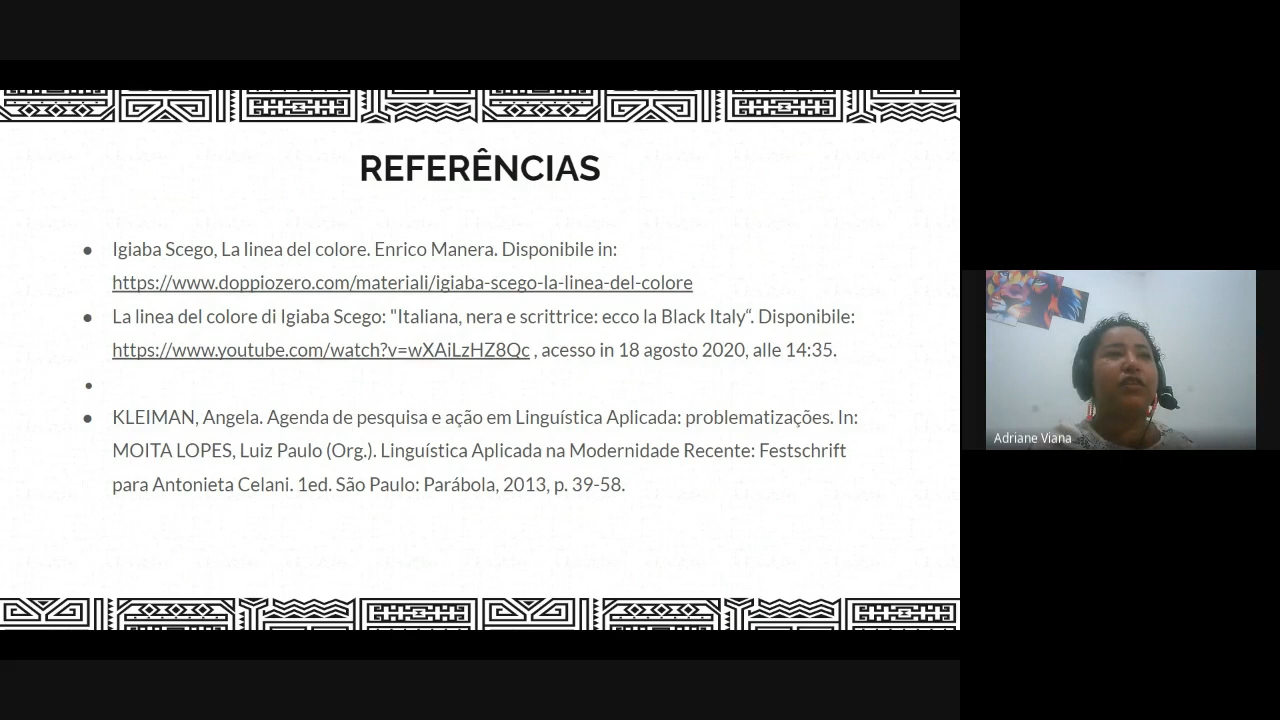 REFERÊNCIAS
● Igiaba Scego, La linea del colore. Enrico Manera. Disponibile in:
https://www.doppiozero.com/materiali/igiaba-scego-la-linea-del-colore
● La linea del colore di Igiaba Scego: "Italiana, nera e scrittrice: ecco la Black Italy“. Disponibile:
https://www.youtube.com/watch?v=wXAiLzHZ8Qc , acesso in 18 agosto 2020, alle 14:35.
●
● KLEIMAN, Angela. Agenda de pesquisa e ação em Linguística Aplicada: problematizações. In:
MOITA LOPES, Luiz Paulo (Org.). Linguística Aplicada na Modernidade Recente: Festschrift
para Antonieta Celani. 1ed. São Paulo: Parábola, 2013, p. 39-58.
Adriane Viana